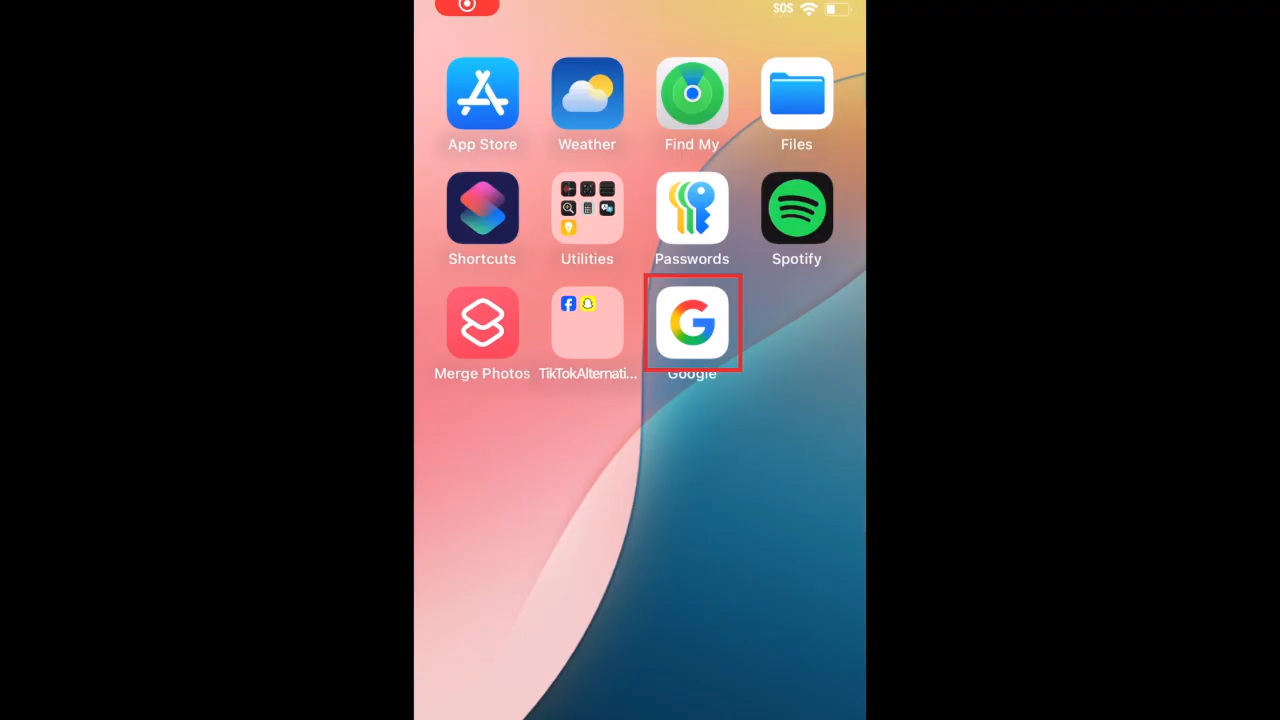 SOS
App Store
Weather
Find My
Files
Shortcuts
Utilities
Passwords
Spotify
Merge Photos
TikTokAlternati...
Google